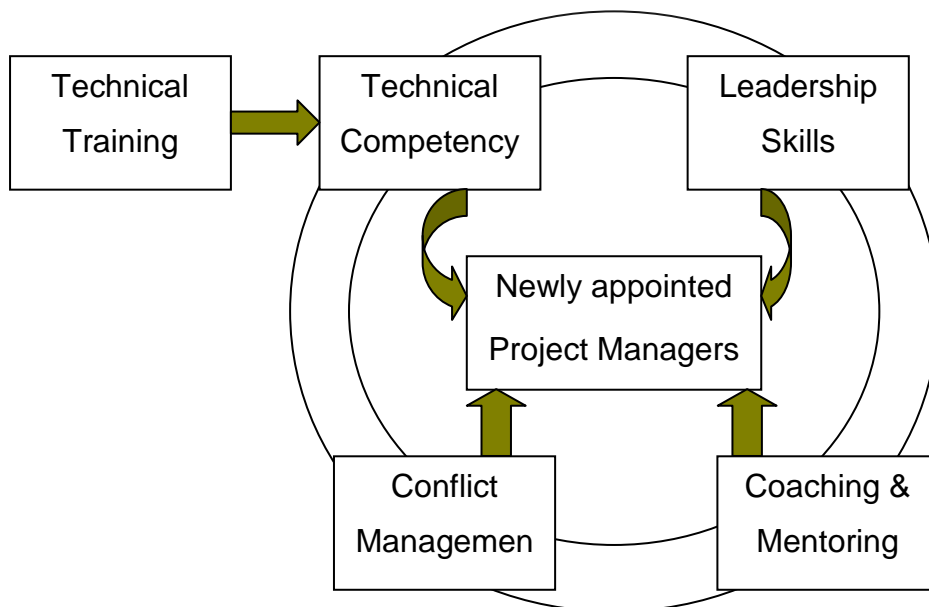 Technical
Training
Technical
Competency
Leadership
Skills
Newly appointed
Project Managers
Conflict
Managemen
Coaching &
Mentoring